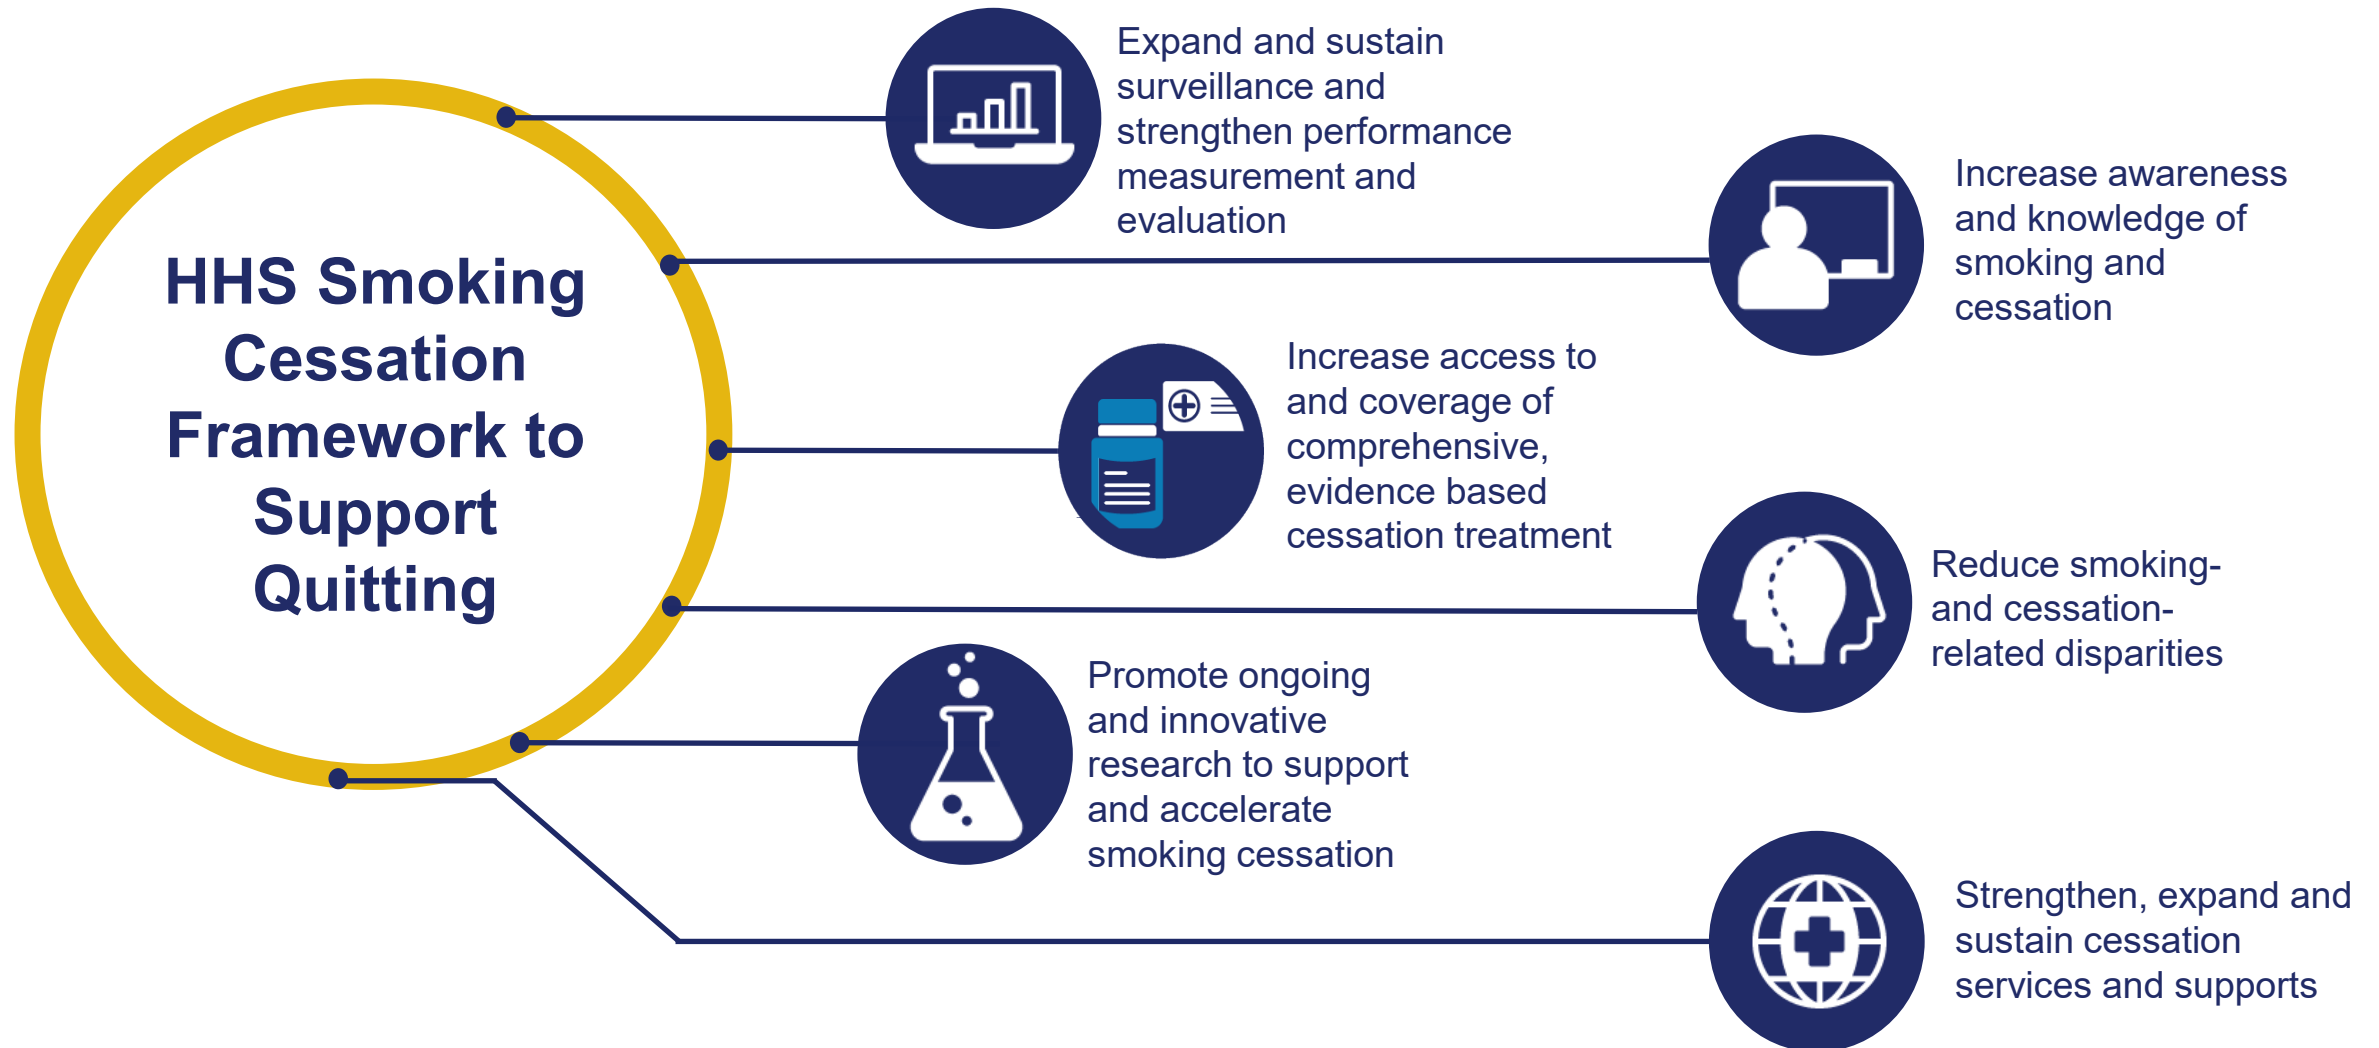 HHS Smoking
Cessation
Framework to
Support
Quitting
Expand and sustain
surveillance and
strengthen performance
measurement and
evaluation
Increase awareness
and knowledge of
smoking and
cessation
Increase access to
and coverage of
comprehensive,
evidence based
cessation treatment
Reduce smoking-
and cessation-
related disparities
Promote ongoing
and innovative
research to support
and accelerate
smoking cessation
Strengthen, expand and
sustain cessation
services and supports